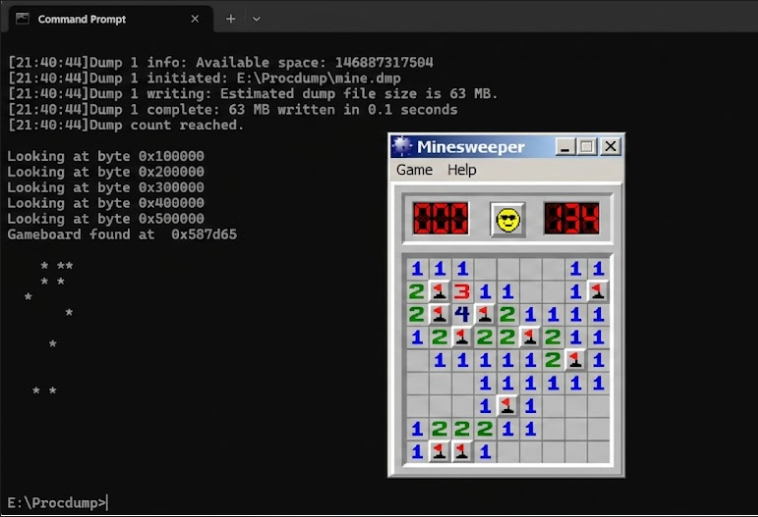 Command Prompt
[21:40:44]Dump 1 info: Available space: 146887317504
[21:40:44]Dump 1 initiated: E:\Procdump\mine.dmp
[21:40:44]Dump 1 writing: Estimated dump file size is 63 MB.
[21:40:44]Dump 1 complete: 63 MB written in 0.1 seconds
[21:40:44]Dump count reached.
Looking at byte 0x100000
Looking at byte 0x200000
Looking at byte 0x300000
Looking at byte 0x400000
Looking at byte 0x500000
Gameboard found at  0x587d65
* **
* *
*
*
*
* *
E:\Procdump>
Minesweeper
Game Help
000 134
1 1 1 1 1
2 3 1 1 1
2 4 2 1 1 1 1
1 2 2 2 2 1 1
1 1 1 1 1 2 1
1 1 1 1 1 1
1 1
1 2 2 2 1 1
1 1